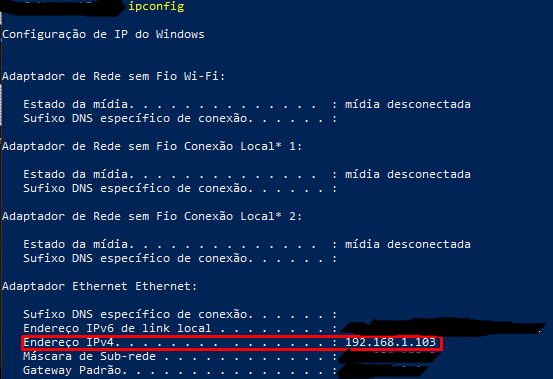 ipconfig
Configuração de IP do Windows
Adaptador de Rede sem Fio Wi-Fi:
Estado da mídia. . . . . . . . . . . . . . : mídia desconectada
Sufixo DNS específico de conexão. . . . . . :
Adaptador de Rede sem Fio Conexão Local* 1:
Estado da mídia. . . . . . . . . . . . . . : mídia desconectada
Sufixo DNS específico de conexão. . . . . . :
Adaptador de Rede sem Fio Conexão Local* 2:
Estado da mídia. . . . . . . . . . . . . . : mídia desconectada
Sufixo DNS específico de conexão. . . . . . :
Adaptador Ethernet Ethernet:
Sufixo DNS específico de conexão. . . . . . :
Endereço IPv6 de link local . . . . . . . . :
Endereço IPv4. . . . . . . . . . . . . . . : 192.168.1.103
Máscara de Sub-rede . . . . . . . . . . . . :
Gateway Padrão. . . . . . . . . . . . . . . :